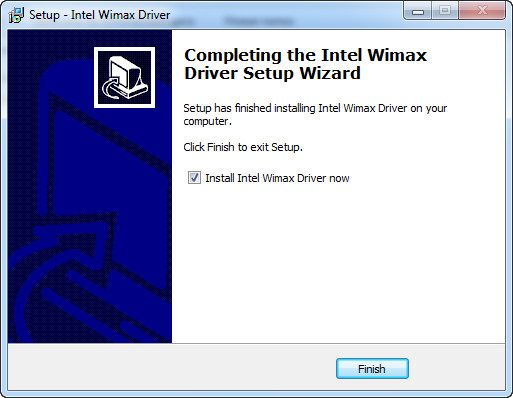 Setup - Intel Wimax Driver
Completing the Intel Wimax
Driver Setup Wizard
Setup has finished installing Intel Wimax Driver on your
computer.
Click Finish to exit Setup.
Install Intel Wimax Driver now
Finish